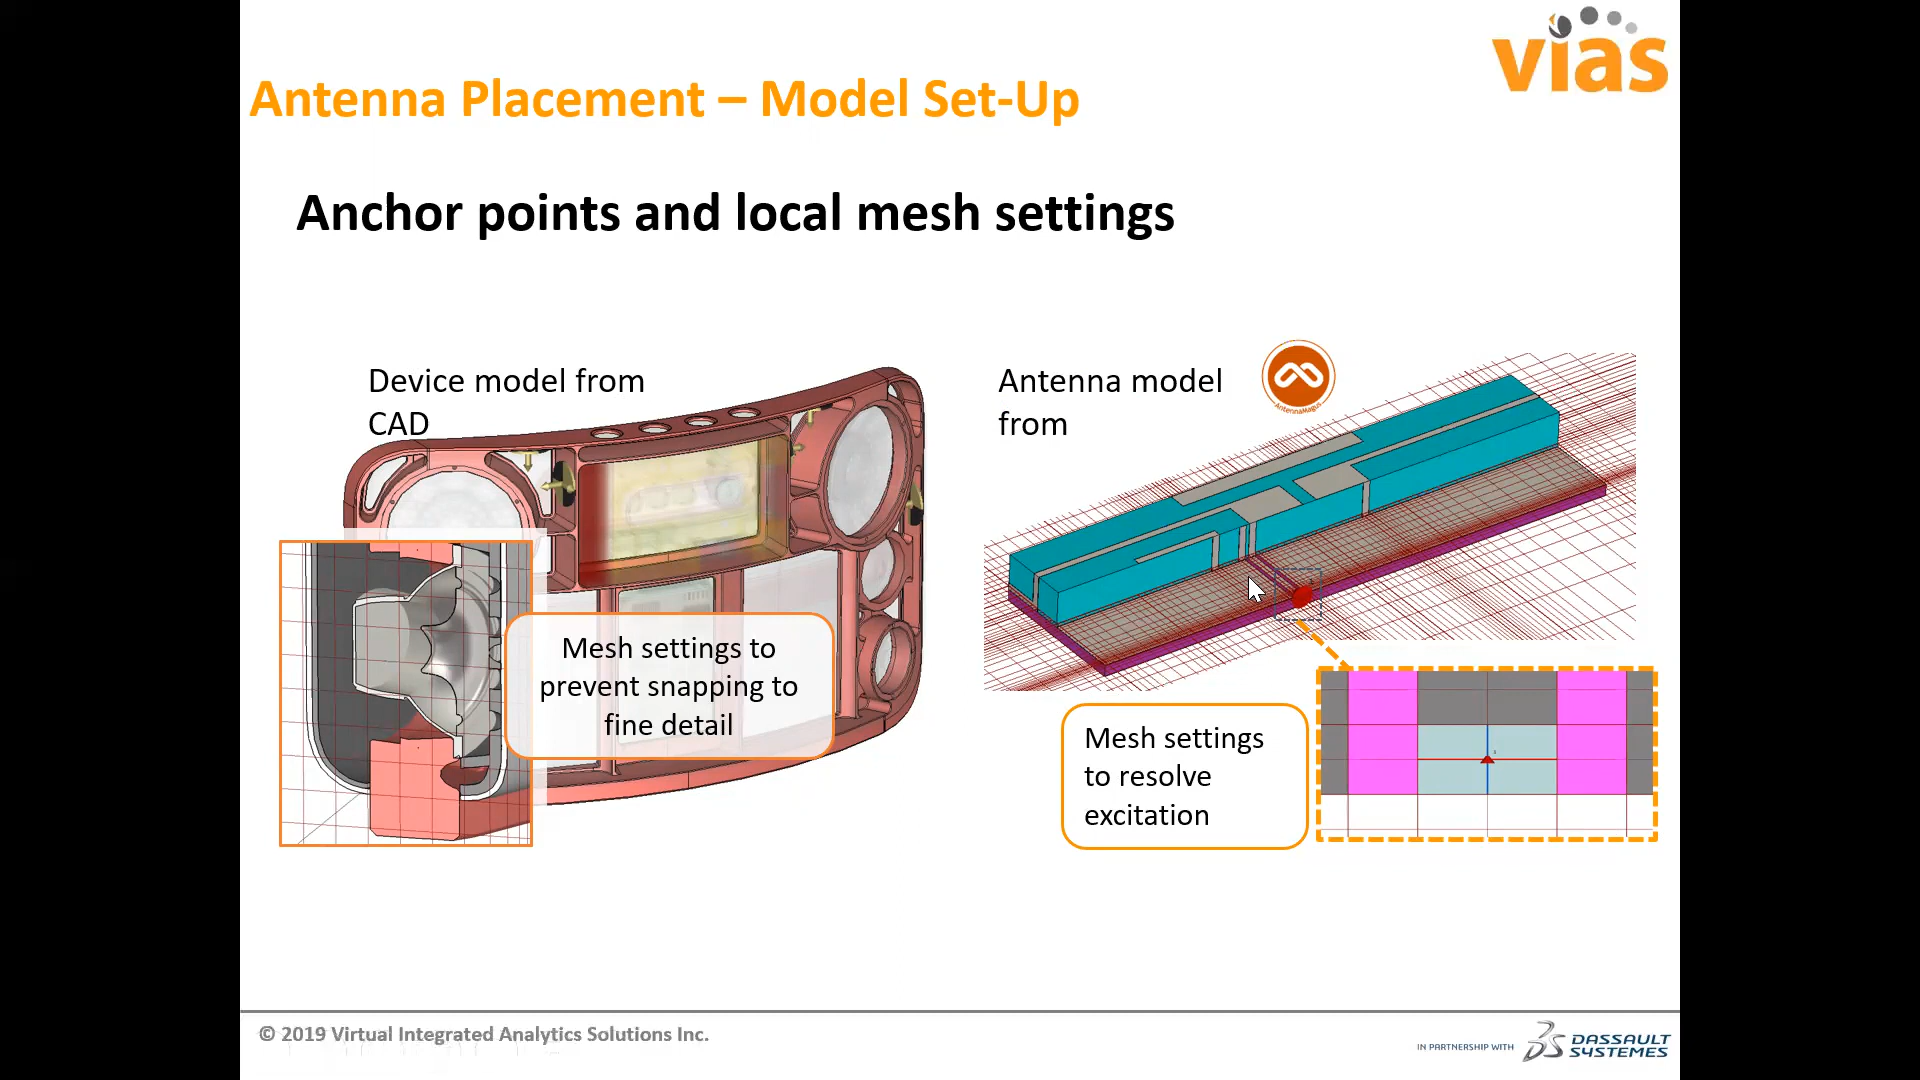 vias
Antenna Placement – Model Set-Up
Anchor points and local mesh settings
Device model from
CAD
Antenna model
from
AntennaMagus
Mesh settings to
prevent snapping to
fine detail
Mesh settings
to resolve
excitation
© 2019 Virtual Integrated Analytics Solutions Inc.
IN PARTNERSHIP WITH
DASSAULT
SYSTEMES